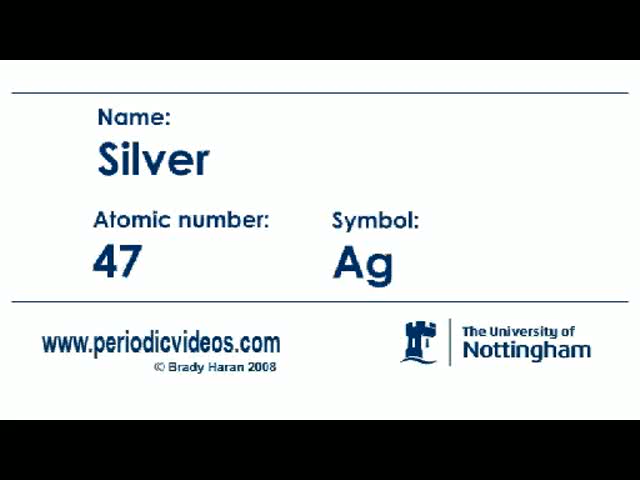 Name:
Silver
Atomic number:
47
Symbol:
Ag
www.periodicvideos.com
© Brady Haran 2008
The University of
Nottingham